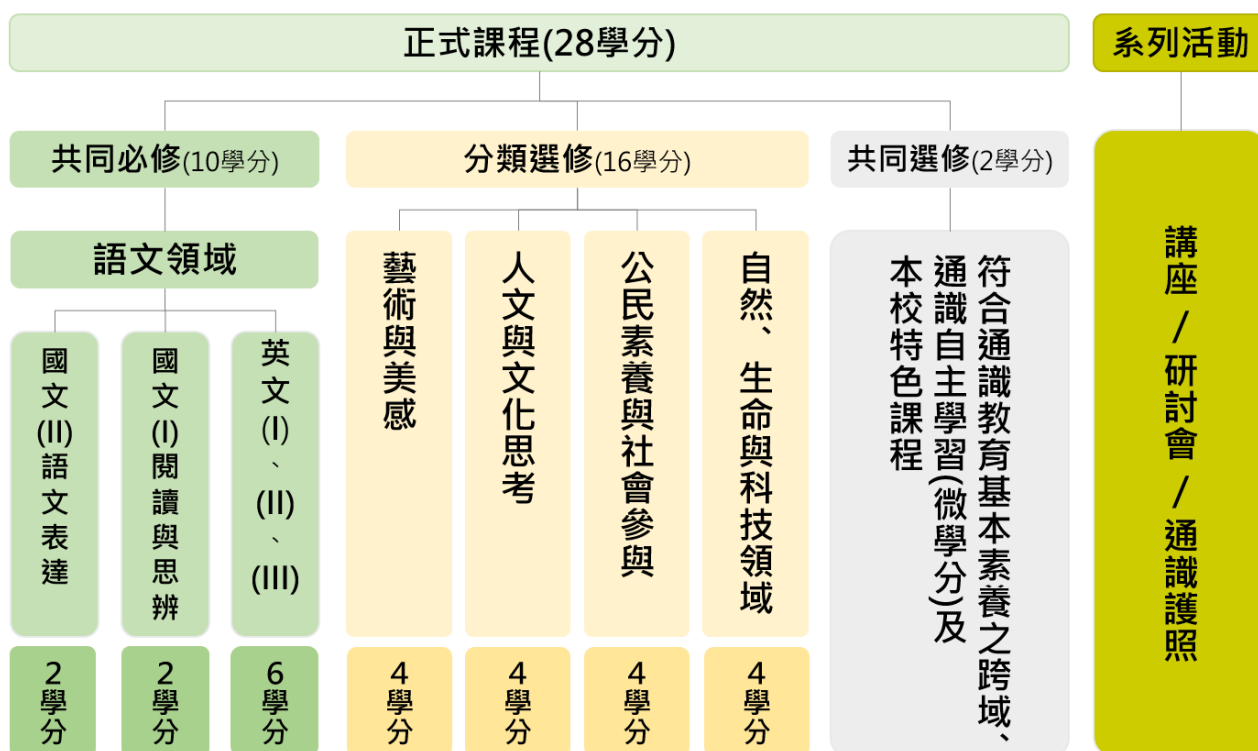 正式課程(28學分)
系列活動
共同必修(10學分)
分類選修(16學分)
共同選修(2學分)
語文領域
國文(II)語文表達
國文(I)閱讀與思辨
英文(I)、(II)、(III)
藝術與美感
人文與文化思考
公民素養與社會參與
自然、生命與科技領域
符合通識教育基本素養之跨域、
通識自主學習(微學分)及
本校特色課程
講座/研討會/通識護照
2學分
2學分
6學分
4學分
4學分
4學分
4學分